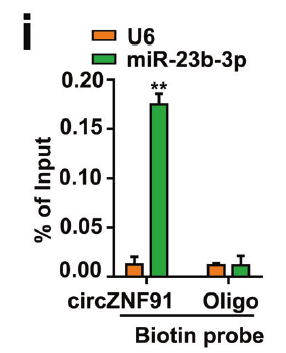 i
U6
miR-23b-3p
% of Input
0.20
0.15
0.10
0.05
0.00
**
circZNF91 Oligo
Biotin probe